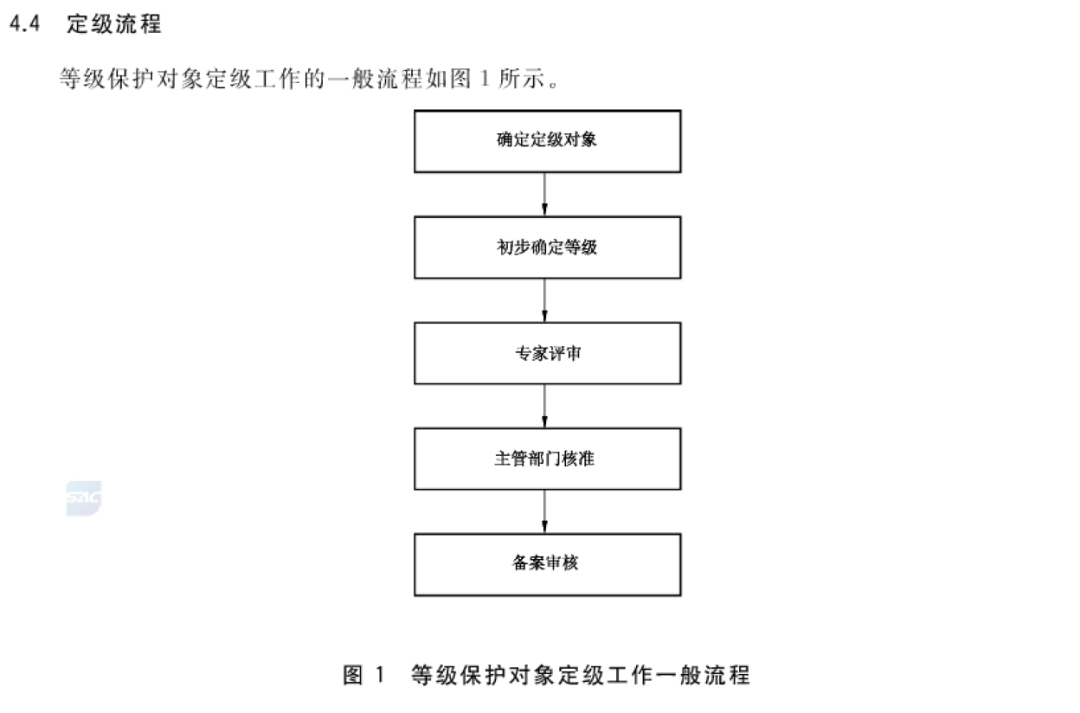 4.4 定级流程
等级保护对象定级工作的一般流程如图1所示。
确定定级对象
初步确定等级
专家评审
主管部门核准
SAC
备案审核
图 1 等级保护对象定级工作一般流程